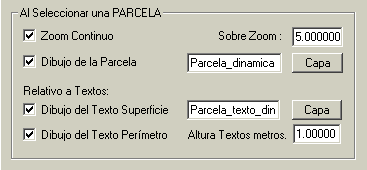 Al Seleccionar una PARCELA
Zoom Continuo Sobre Zoom : 5.000000
Dibujo de la Parcela Parcela_dinamica Capa
Relativo a Textos:
Dibujo del Texto Superficie Parcela_texto_din Capa
Dibujo del Texto Perímetro Altura Textos metros. 1.00000